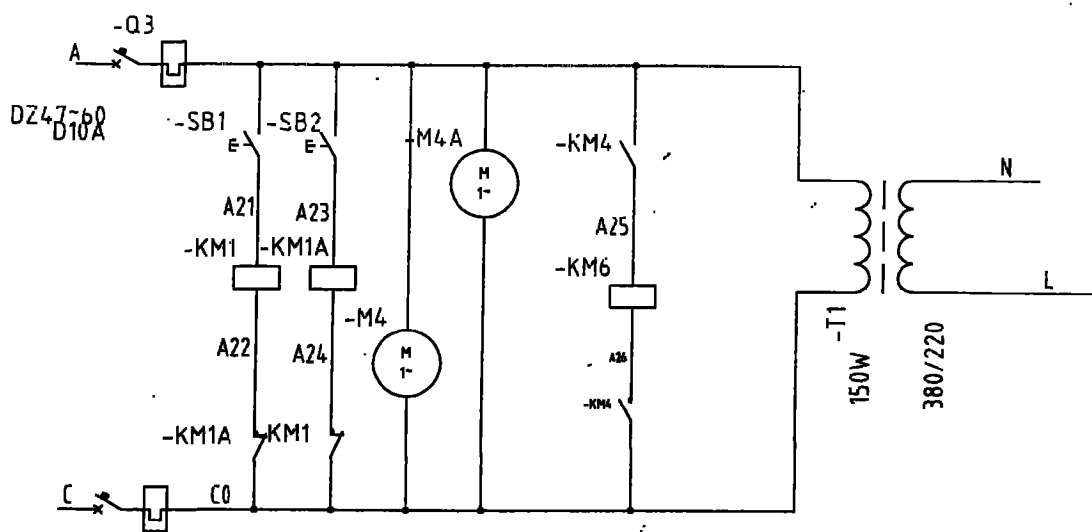 -Q3
A
DZ47-60
D10A
-SB1
-SB2
-M4A
M
1~
-KM4
N
A21
A23
A25
-KM1
-KM1A
-KM6
L
-M4
A22
A24
M
1~
A26
-T1
150W
380/220
-KM4
-KM1A
KM1
C
C0